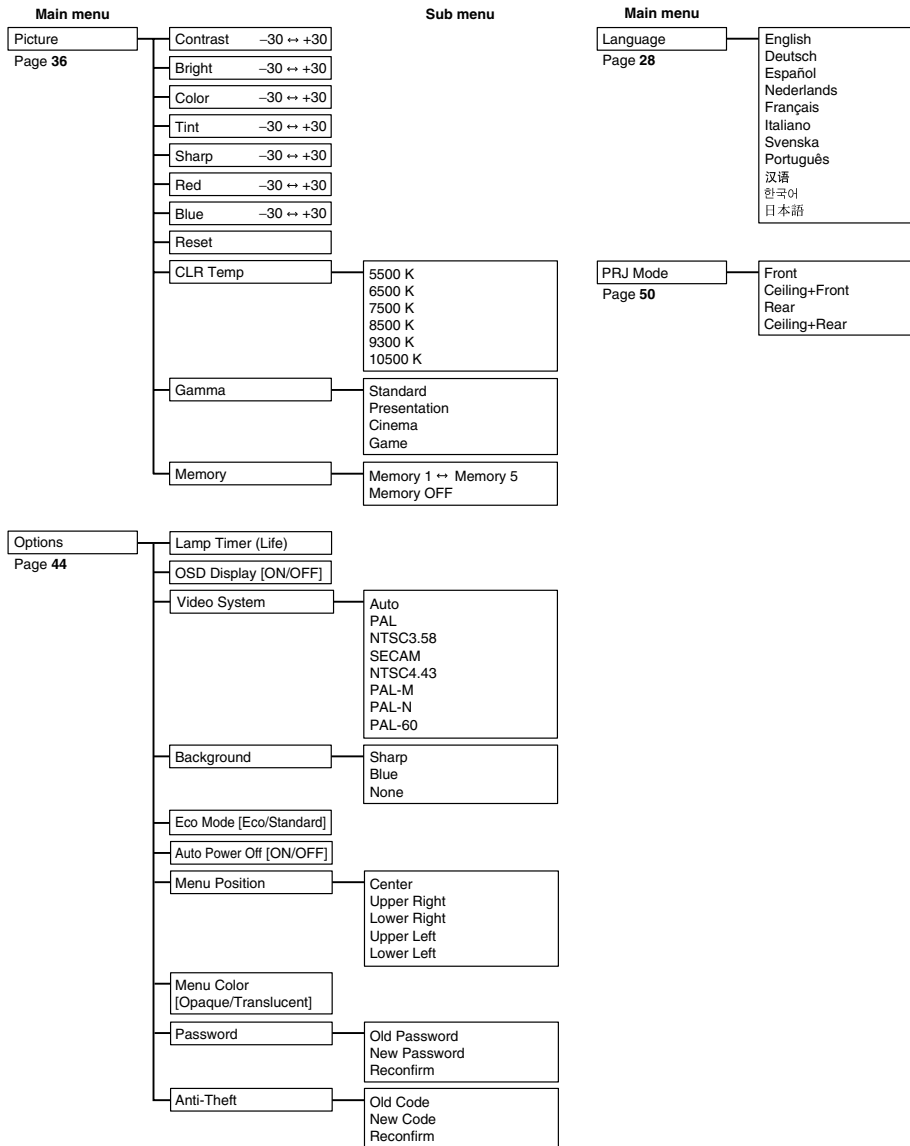 Main menu
Sub menu
Picture
Page 36
Contrast −30 ↔ +30
Bright −30 ↔ +30
Color −30 ↔ +30
Tint −30 ↔ +30
Sharp −30 ↔ +30
Red −30 ↔ +30
Blue −30 ↔ +30
Reset
CLR Temp
5500 K
6500 K
7500 K
8500 K
9300 K
10500 K
Gamma
Standard
Presentation
Cinema
Game
Memory
Memory 1 ↔ Memory 5
Memory OFF
Options
Page 44
Lamp Timer (Life)
OSD Display [ON/OFF]
Video System
Auto
PAL
NTSC3.58
SECAM
NTSC4.43
PAL-M
PAL-N
PAL-60
Background
Sharp
Blue
None
Eco Mode [Eco/Standard]
Auto Power Off [ON/OFF]
Menu Position
Center
Upper Right
Lower Right
Upper Left
Lower Left
Menu Color
[Opaque/Translucent]
Password
Old Password
New Password
Reconfirm
Anti-Theft
Old Code
New Code
Reconfirm
Main menu
Language
Page 28
English
Deutsch
Español
Nederlands
Français
Italiano
Svenska
Português
汉语
한국어
日本語
PRJ Mode
Page 50
Front
Ceiling+Front
Rear
Ceiling+Rear